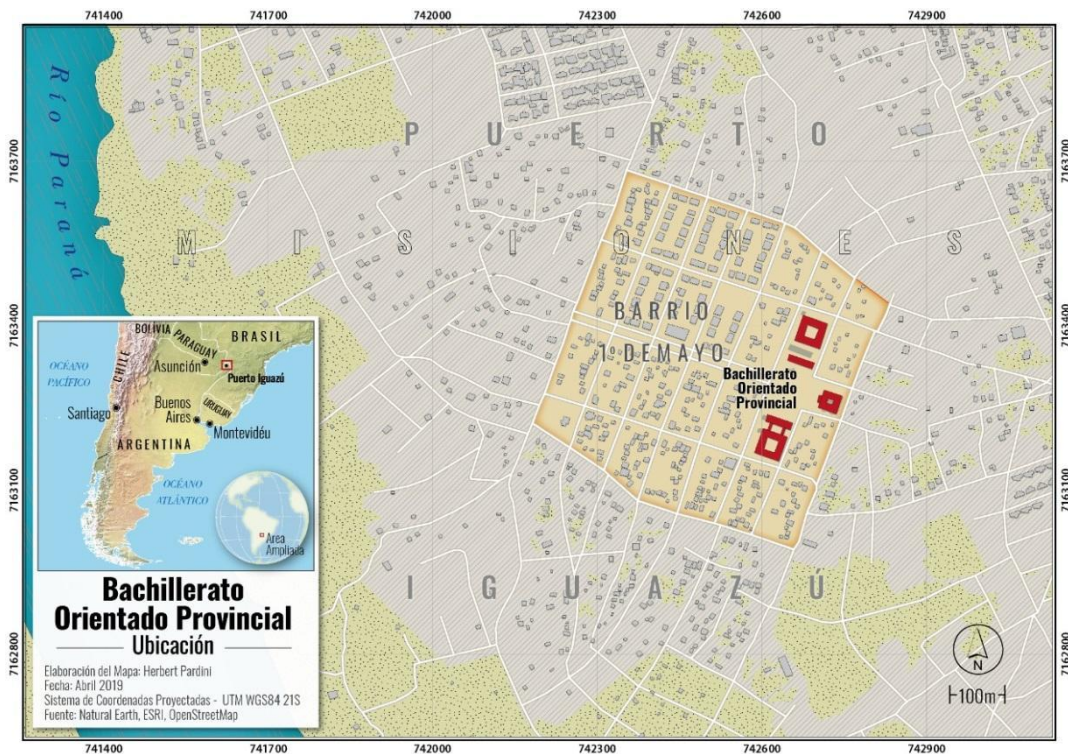 741400 741700 742000 742300 742600 742900
7163700
7163400
7163100
7162800
7163700
7163400
7163100
7162800
Río Paraná
PUERTO
MISIONES
BARRIO
1º DE MAYO
Bachillerato
Orientado
Provincial
IGUAZÚ
BOLIVIA
PARAGUAY
BRASIL
OCÉANO
PACÍFICO
CHILE
Asunción
Puerto Iguazú
Santiago
Buenos
Aires
URUGUAY
Montevidéu
ARGENTINA
OCÉANO
ATLÁNTICO
Area
Ampliada
Bachillerato
Orientado Provincial
Ubicación
Elaboración del Mapa: Herbert Pardini
Fecha: Abril 2019
Sistema de Coordenadas Proyectadas - UTM WGS84 21S
Fuente: Natural Earth, ESRI, OpenStreetMap
N
100m
741400 741700 742000 742300 742600 742900